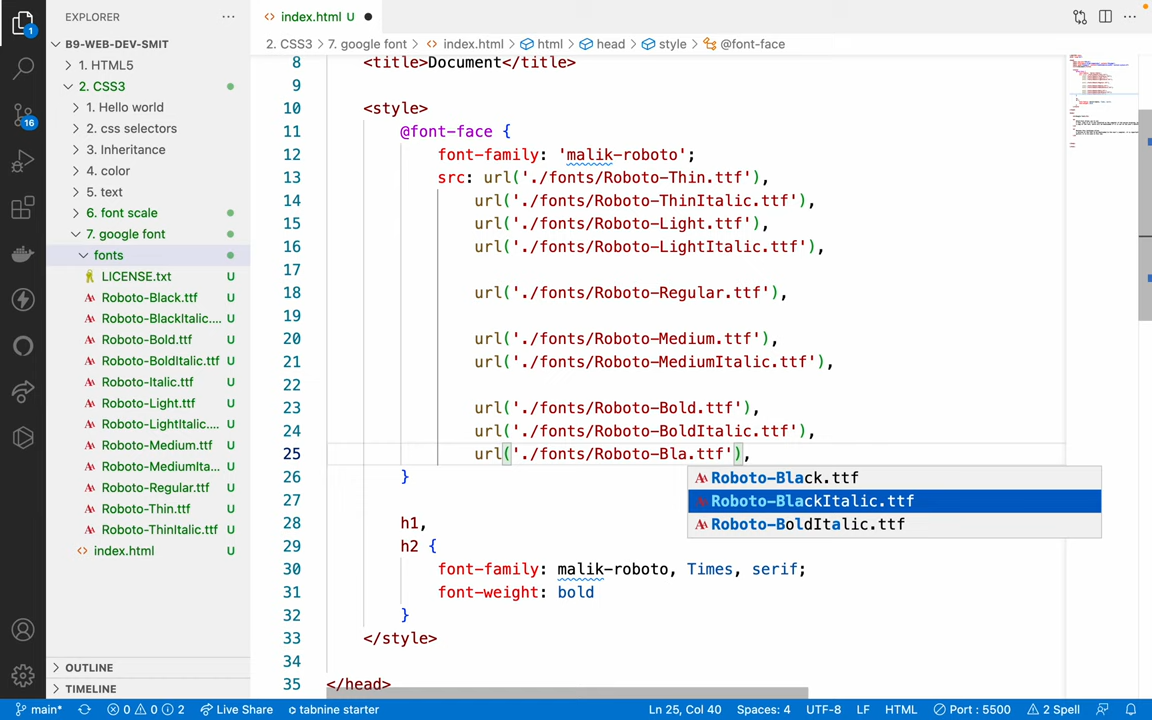 EXPLORER
index.html U
B9-WEB-DEV-SMIT
2. CSS3 > 7. google font > index.html > html > head > style > @font-face
1. HTML5
2. CSS3
1. Hello world
2. css selectors
3. Inheritance
4. color
5. text
6. font scale
7. google font
fonts
LICENSE.txt U
Roboto-Black.ttf U
Roboto-BlackItalic.... U
Roboto-Bold.ttf U
Roboto-BoldItalic.ttf U
Roboto-Italic.ttf U
Roboto-Light.ttf U
Roboto-LightItalic.... U
Roboto-Medium.ttf U
Roboto-MediumIta... U
Roboto-Regular.ttf U
Roboto-Thin.ttf U
Roboto-ThinItalic.ttf U
index.html U
OUTLINE
TIMELINE
1
16
8 <title>Document</title>
9
10 <style>
11 @font-face {
12 font-family: 'malik-roboto';
13 src: url('./fonts/Roboto-Thin.ttf'),
14 url('./fonts/Roboto-ThinItalic.ttf'),
15 url('./fonts/Roboto-Light.ttf'),
16 url('./fonts/Roboto-LightItalic.ttf'),
17
18 url('./fonts/Roboto-Regular.ttf'),
19
20 url('./fonts/Roboto-Medium.ttf'),
21 url('./fonts/Roboto-MediumItalic.ttf'),
22
23 url('./fonts/Roboto-Bold.ttf'),
24 url('./fonts/Roboto-BoldItalic.ttf'),
25 url('./fonts/Roboto-Bla.ttf'),
26 }
27
28 h1,
29 h2 {
30 font-family: malik-roboto, Times, serif;
31 font-weight: bold
32 }
33 </style>
34
35 </head>
Roboto-Black.ttf
Roboto-BlackItalic.ttf
Roboto-BoldItalic.ttf
main* 0 0 2 Live Share tabnine starter Ln 25, Col 40 Spaces: 4 UTF-8 LF HTML Port : 5500 2 Spell